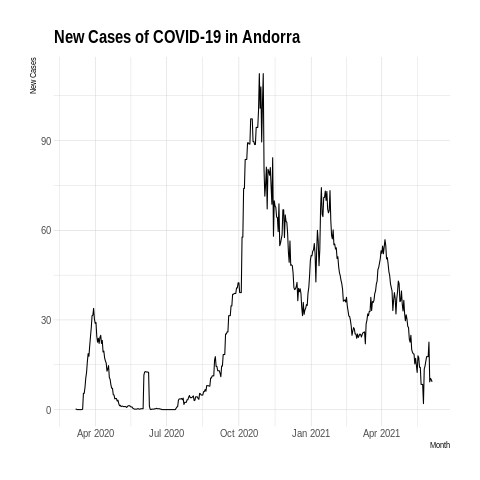 New Cases of COVID-19 in Andorra
New Cases
90
60
30
0
Apr 2020
Jul 2020
Oct 2020
Jan 2021
Apr 2021
Month